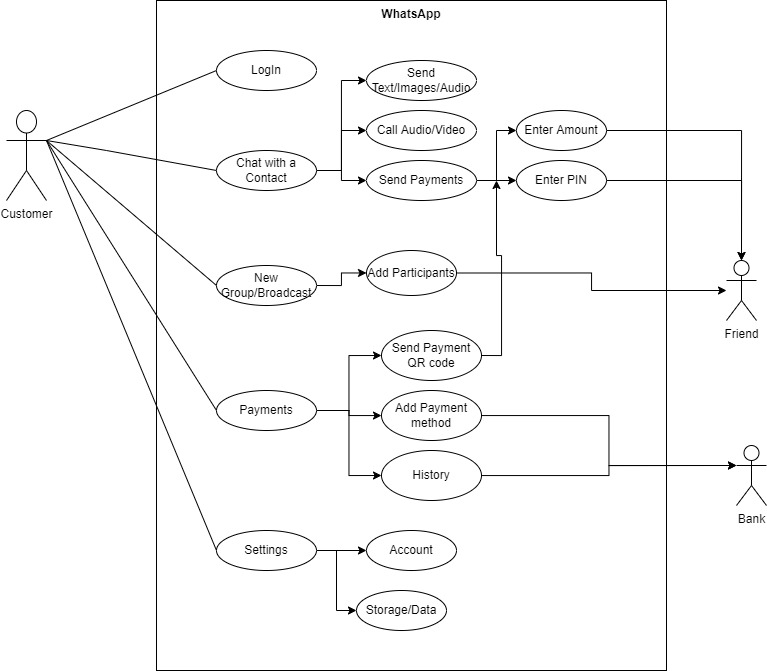 WhatsApp
LogIn
Send
Text/Images/Audio
Call Audio/Video
Enter Amount
Chat with a
Contact
Send Payments
Enter PIN
Customer
New
Group/Broadcast
Add Participants
Friend
Send Payment
QR code
Payments
Add Payment
method
History
Bank
Settings
Account
Storage/Data